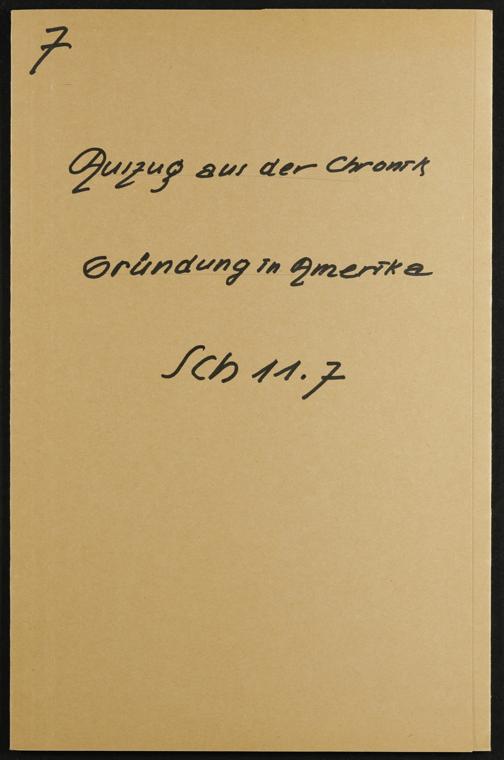 7
Auszug aus der Chronik
Gründung in Amerika
Sch 11.7